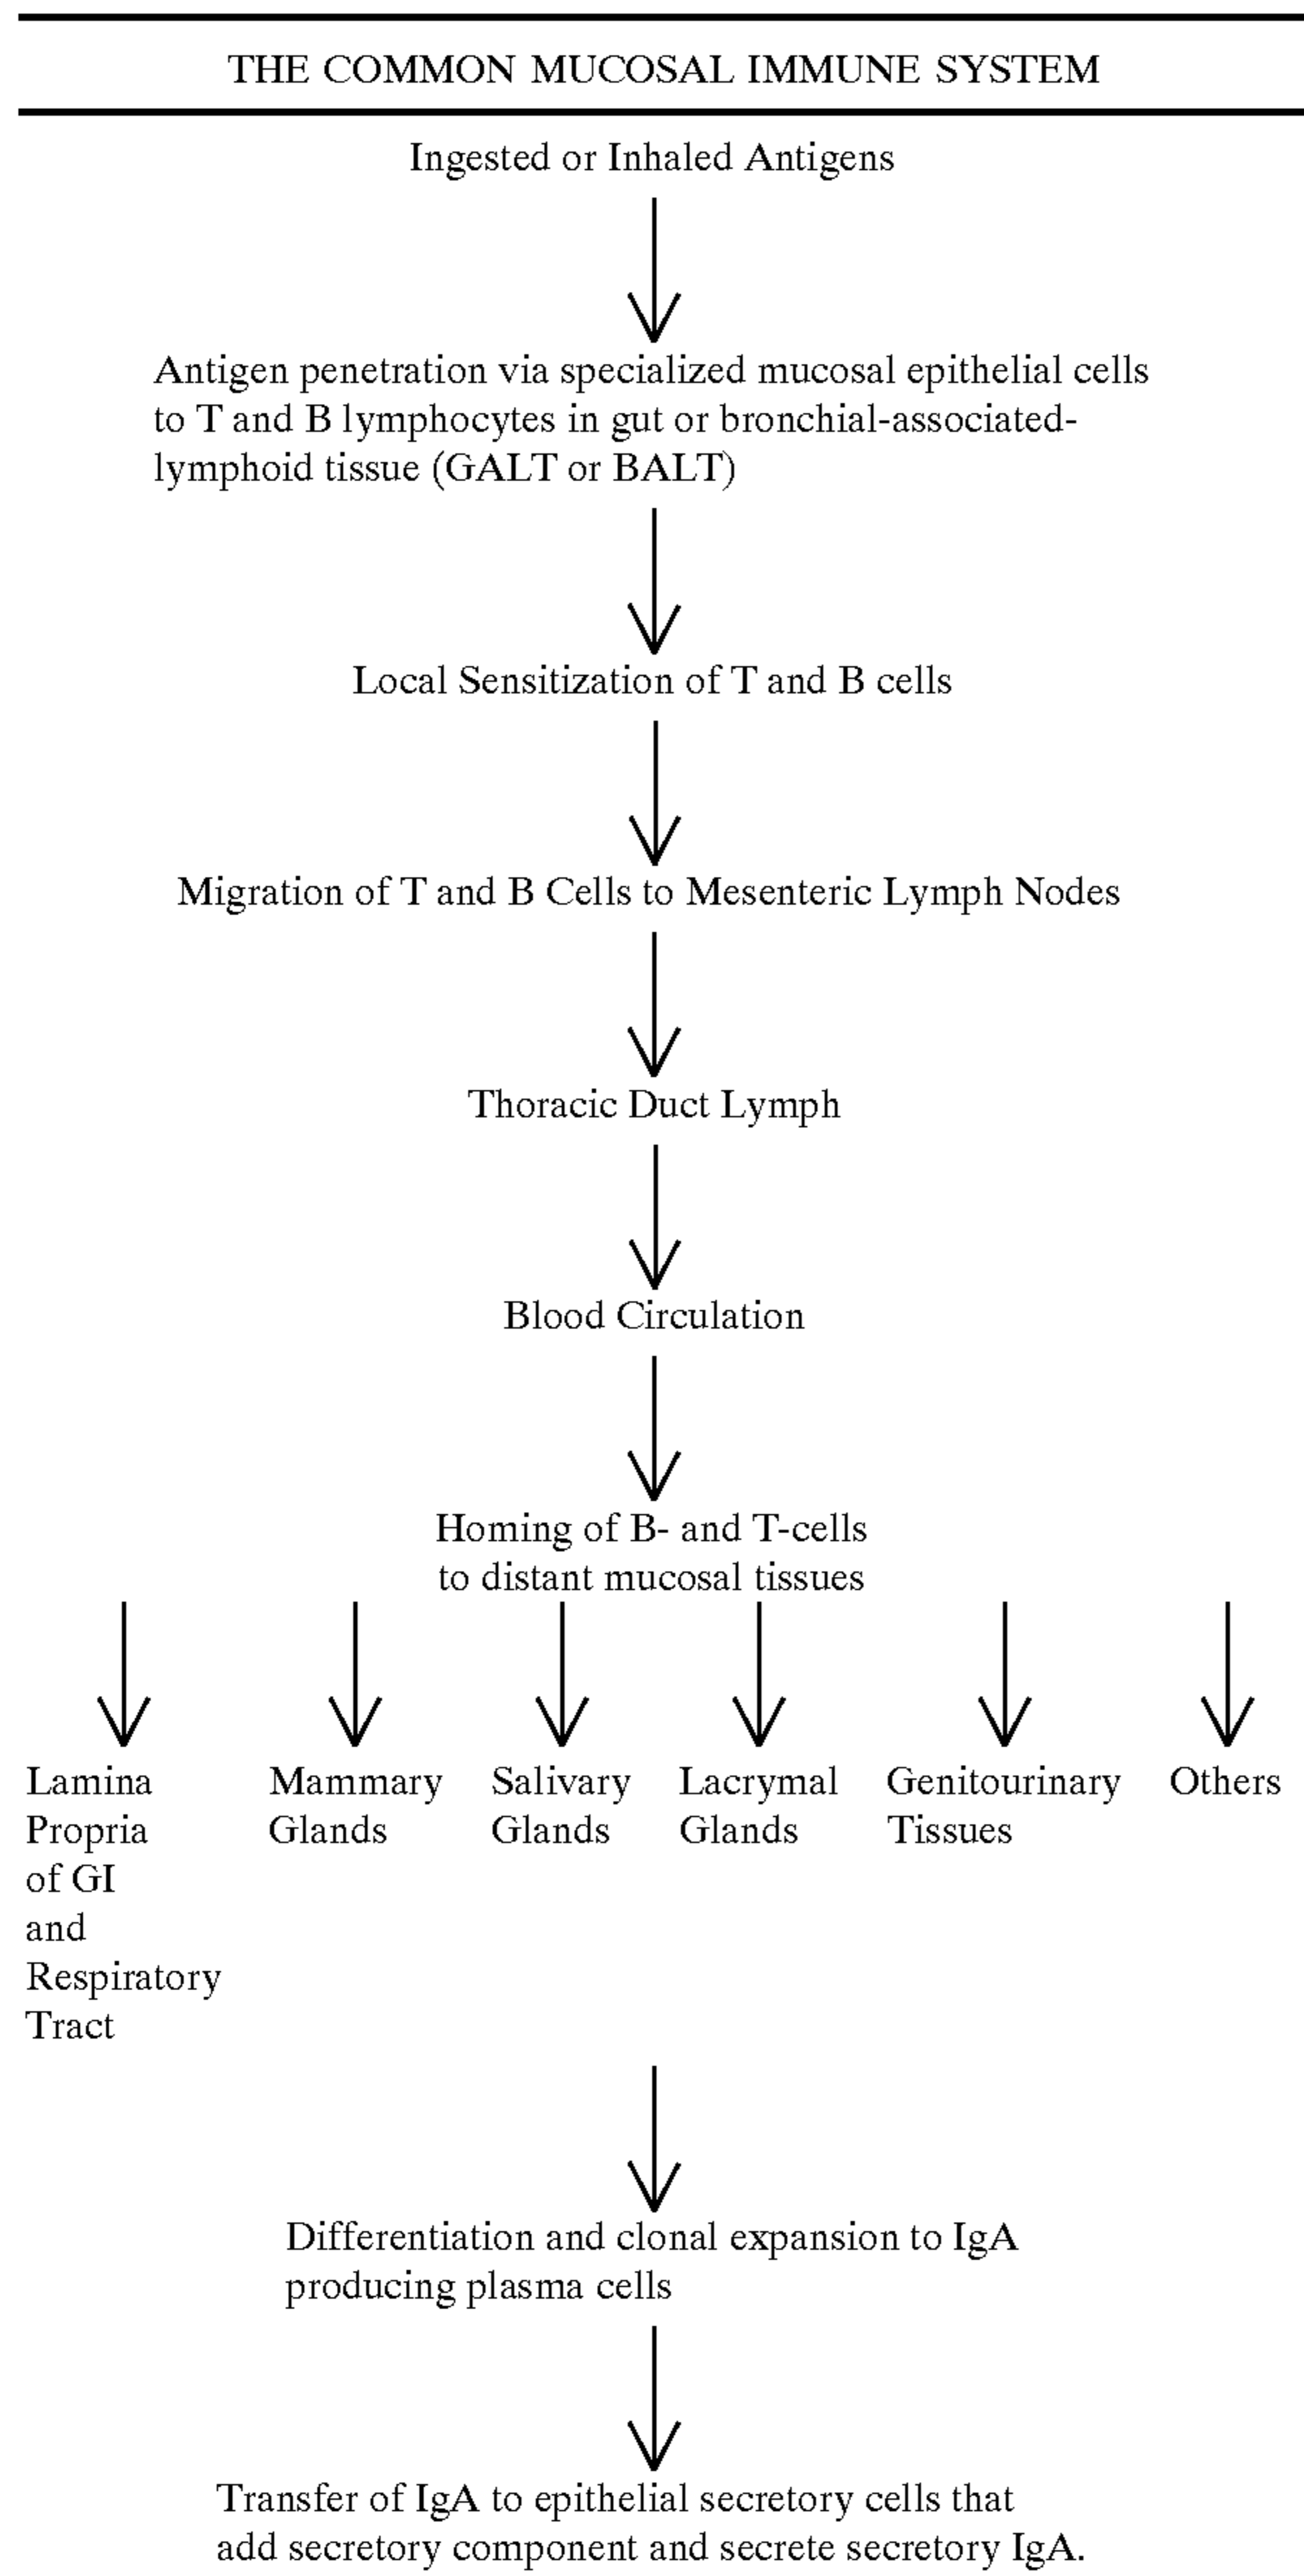 THE COMMON MUCOSAL IMMUNE SYSTEM
Ingested or Inhaled Antigens
Antigen penetration via specialized mucosal epithelial cells
to T and B lymphocytes in gut or bronchial-associated-
lymphoid tissue (GALT or BALT)
Local Sensitization of T and B cells
Migration of T and B Cells to Mesenteric Lymph Nodes
Thoracic Duct Lymph
Blood Circulation
Homing of B- and T-cells
to distant mucosal tissues
Lamina
Propria
of GI
and
Respiratory
Tract
Mammary
Glands
Salivary
Glands
Lacrymal
Glands
Genitourinary
Tissues
Others
Differentiation and clonal expansion to IgA
producing plasma cells
Transfer of IgA to epithelial secretory cells that
add secretory component and secrete secretory IgA.